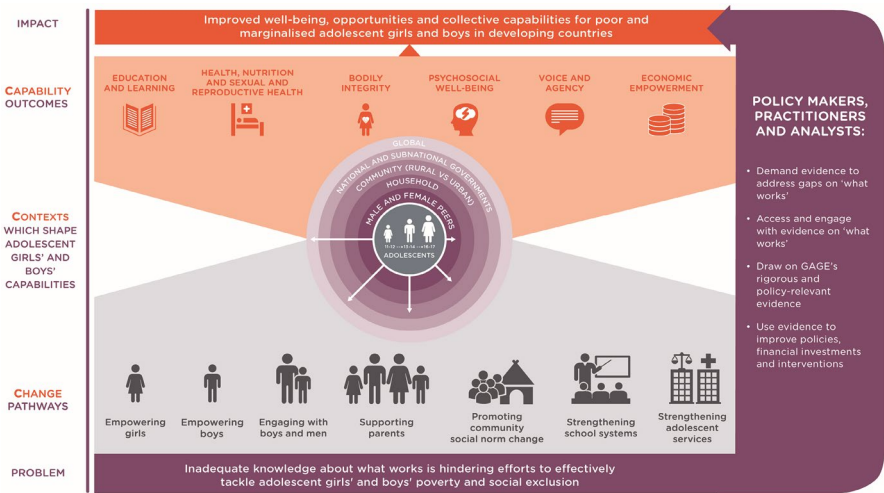 IMPACT
Improved well-being, opportunities and collective capabilities for poor and
marginalised adolescent girls and boys in developing countries
CAPABILITY
OUTCOMES
EDUCATION
AND LEARNING
HEALTH, NUTRITION
AND SEXUAL AND
REPRODUCTIVE HEALTH
BODILY
INTEGRITY
PSYCHOSOCIAL
WELL-BEING
VOICE AND
AGENCY
ECONOMIC
EMPOWERMENT
CONTEXTS
WHICH SHAPE
ADOLESCENT
GIRLS' AND
BOYS'
CAPABILITIES
GLOBAL
NATIONAL AND SUBNATIONAL GOVERNMENTS
COMMUNITY (RURAL VS URBAN)
HOUSEHOLD
MALE AND FEMALE PEERS
ADOLESCENTS
CHANGE
PATHWAYS
Empowering
girls
Empowering
boys
Engaging with
boys and men
Supporting
parents
Promoting
community
social norm change
Strengthening
school systems
Strengthening
adolescent
services
PROBLEM
Inadequate knowledge about what works is hindering efforts to effectively
tackle adolescent girls' and boys' poverty and social exclusion
POLICY MAKERS,
PRACTITIONERS
AND ANALYSTS:
• Demand evidence to
address gaps on 'what
works'
• Access and engage
with evidence on 'what
works'
• Draw on GAGE's
rigorous and
policy-relevant
evidence
• Use evidence to
improve policies,
financial investments
and interventions